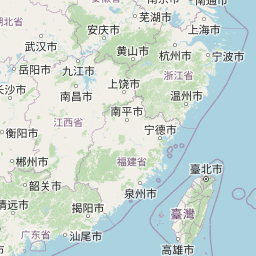 南通市
芜湖市
上海市
湖北省
安庆市
武汉市
黄山市
杭州市
宁波市
岳阳市
九江市
浙江省
上饶市
长沙市
南昌市
温州市
南平市
江西省
宁德市
衡阳市
福建省
郴州市
臺北市
韶关市
泉州市
清远市
揭阳市
臺灣
广东省
汕尾市
高雄市